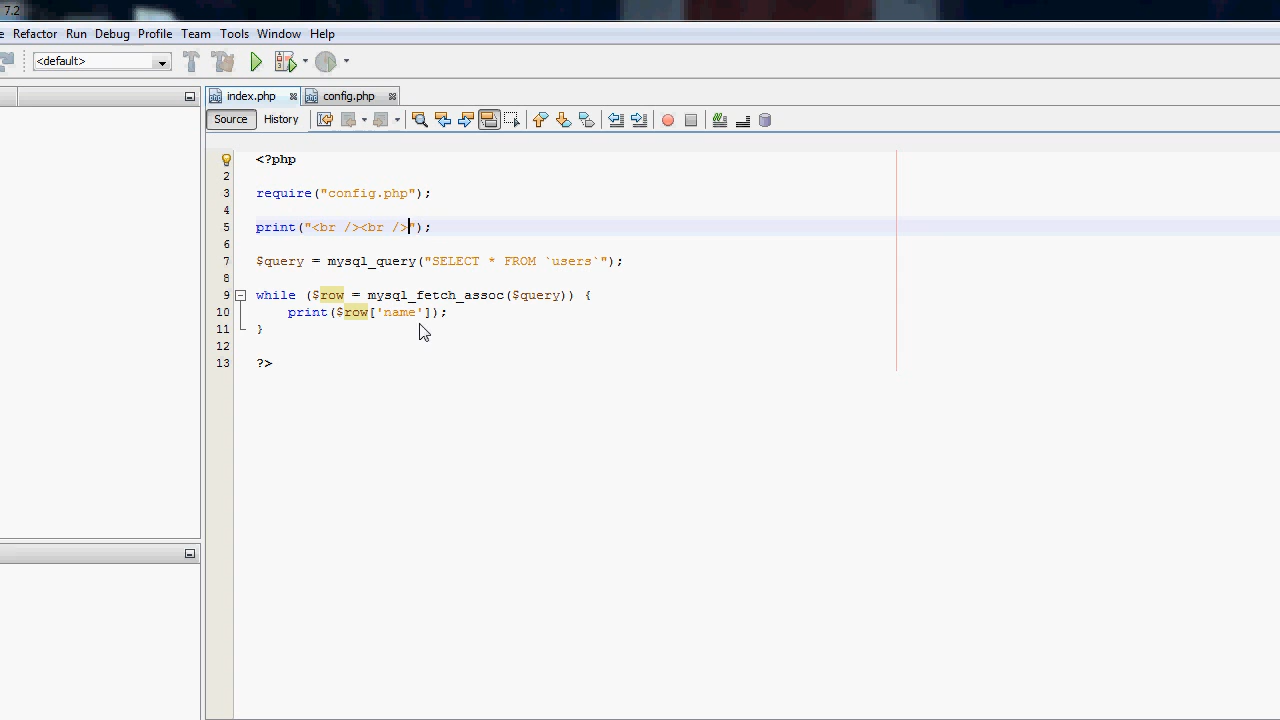 7.2
e Refactor Run Debug Profile Team Tools Window Help
<default>
index.php config.php
Source History
<?php
2
3 require("config.php");
4
5 print("<br /><br />");
6
7 $query = mysql_query("SELECT * FROM `users`");
8
9 while ($row = mysql_fetch_assoc($query)) {
10 print($row['name']);
11 }
12
13 ?>